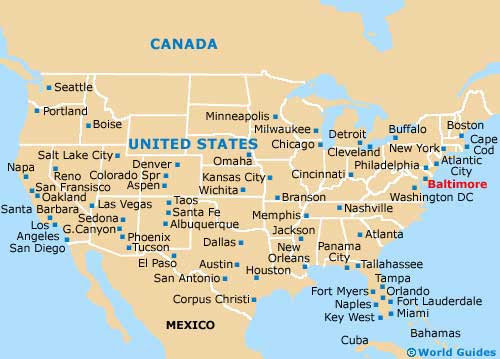 CANADA
Seattle
Portland
Boise
Minneapolis
Milwaukee
Chicago
Detroit
Cleveland
Buffalo
Boston
New York
Cape
Cod
UNITED STATES
Salt Lake City
Omaha
Philadelphia
Atlantic
City
Napa
Reno
Denver
Colorado Spr
Aspen
Kansas City
Wichita
Cincinnati
Baltimore
Washington DC
San Fransisco
Oakland
Santa Barbara
Las Vegas
Taos
Santa Fe
Albuquerque
Branson
Memphis
Nashville
Los
Angeles
San Diego
Sedona
G.Canyon
Phoenix
Tucson
El Paso
Dallas
Jackson
New
Orleans
Panama
City
Atlanta
Austin
San Antonio
Houston
Tallahassee
Tampa
Orlando
Corpus Christi
Fort Myers
Naples
Key West
Fort Lauderdale
Miami
MEXICO
Cuba
Bahamas
© World Guides